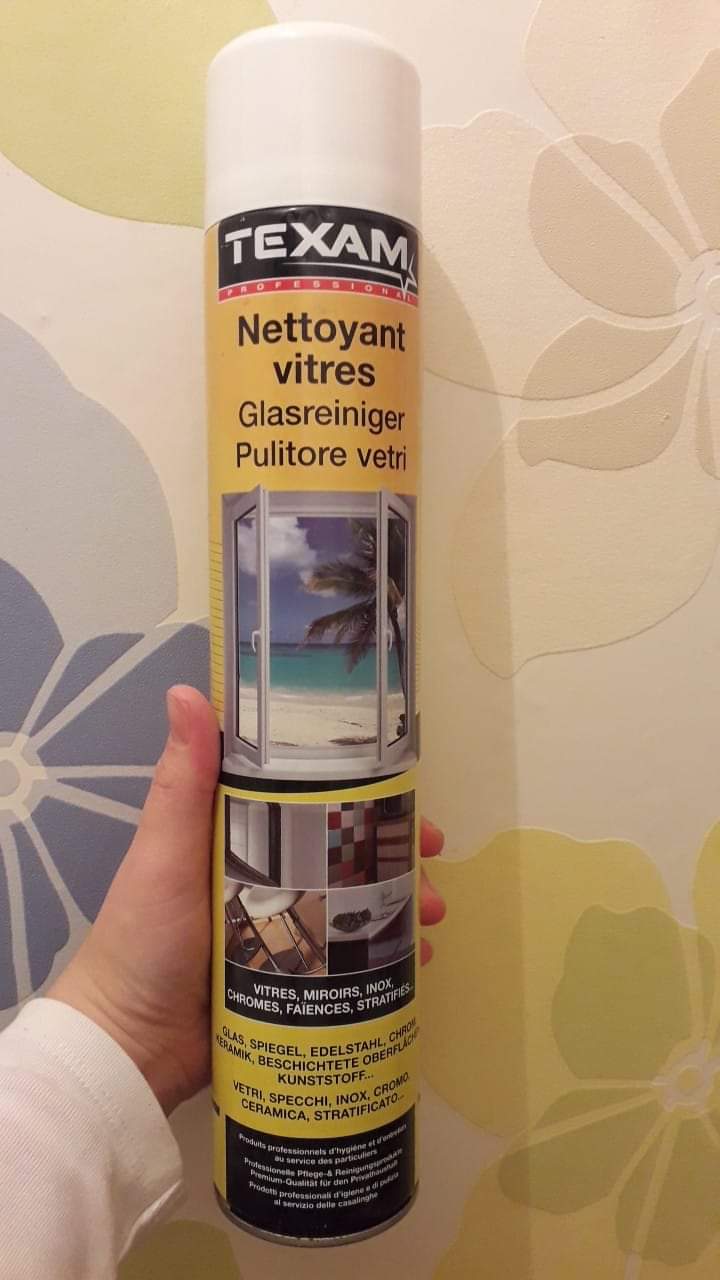 TEXAM
PROFESSIONAL
Nettoyant
vitres
Glasreiniger
Pulitore vetri
VITRES, MIROIRS, INOX,
CHROMES, FAÏENCES, STRATIFIÉS...
GLAS, SPIEGEL, EDELSTAHL, CHROM,
KERAMIK, BESCHICHTETE OBERFLÄCHE
KUNSTSTOFF...
VETRI, SPECCHI, INOX, CROMO,
CERAMICA, STRATIFICATO...
Produits professionnels d'hygiène et d'entretien
au service des particuliers
Professionelle Pflege-& Reinigungsprodukte
Premium-Qualität für den Privathaushalt
Prodotti professionali d'igiene e di pulizia
al servizio delle casalinghe